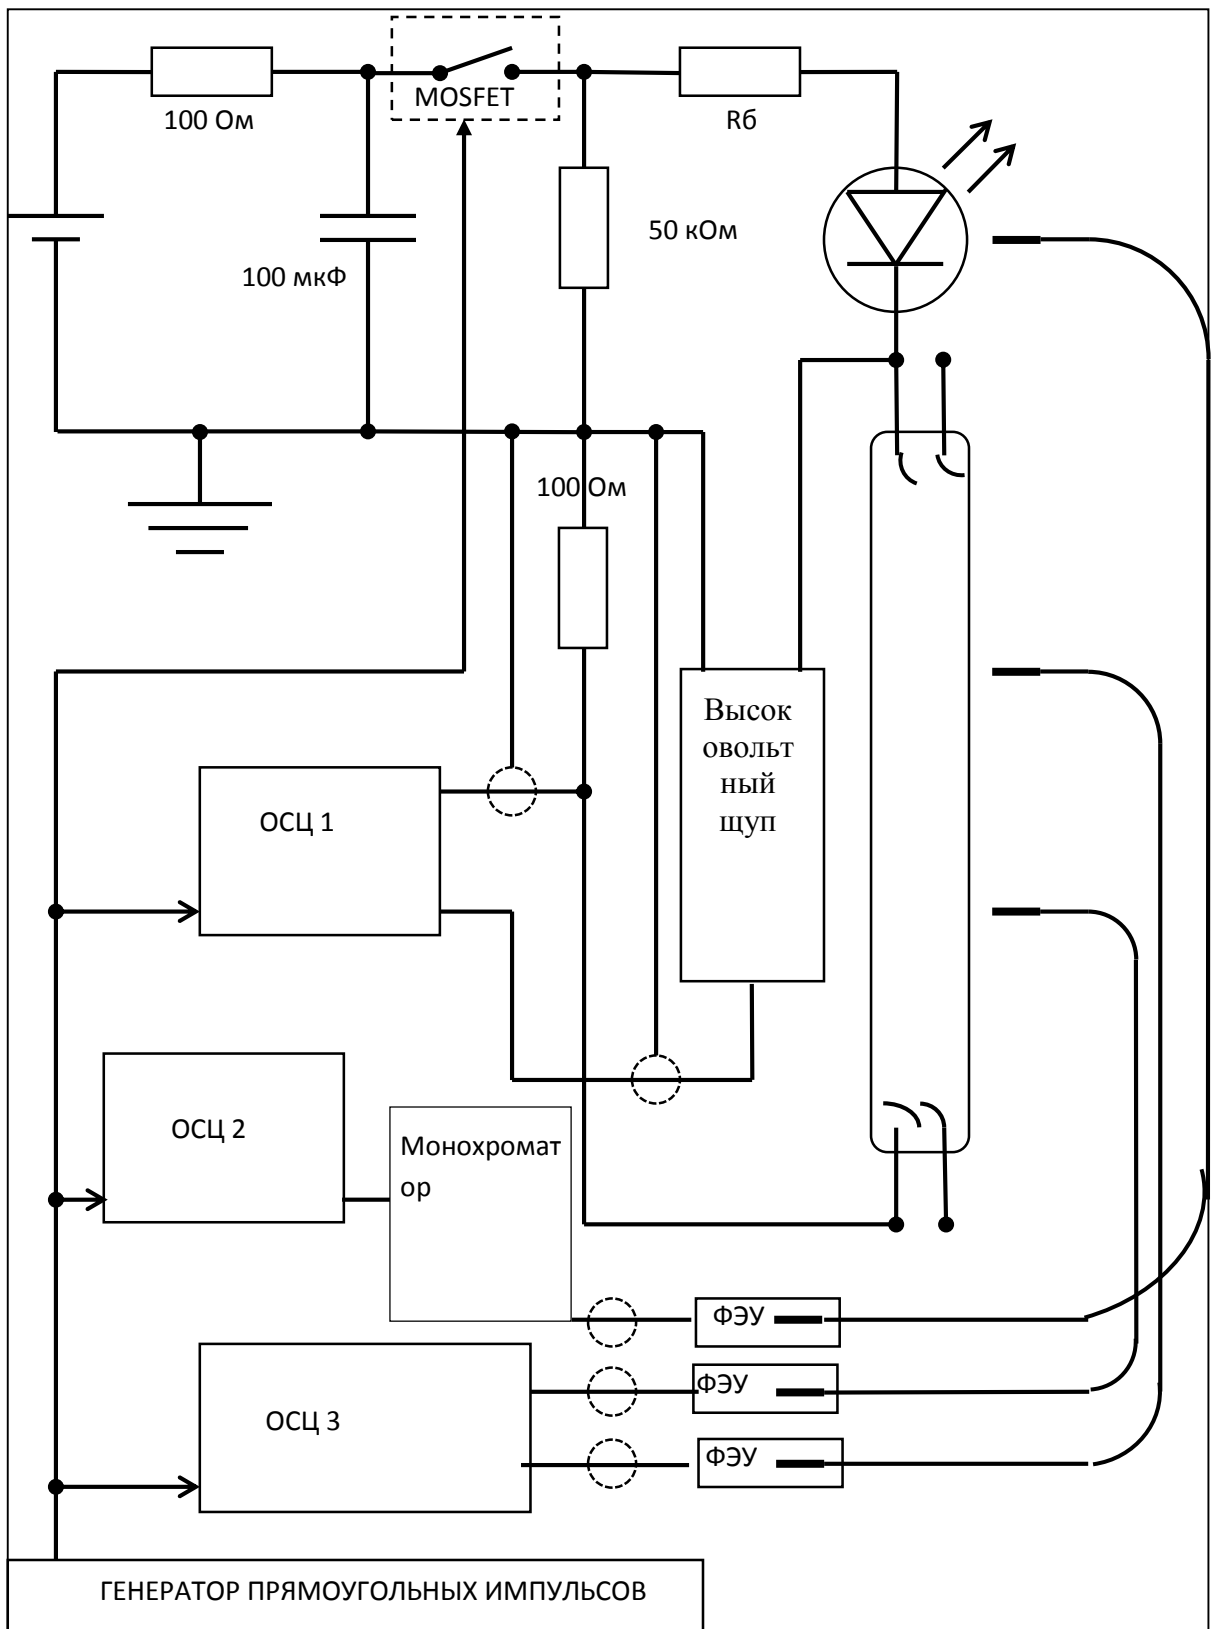 MOSFET
100 Ом
Rб
50 кОм
100 мкФ
100 Ом
Высок
овольт
ный
щуп
ОСЦ 1
ОСЦ 2
Монохромат
ор
ФЭУ
ФЭУ
ОСЦ 3
ФЭУ
ГЕНЕРАТОР ПРЯМОУГОЛЬНЫХ ИМПУЛЬСОВ